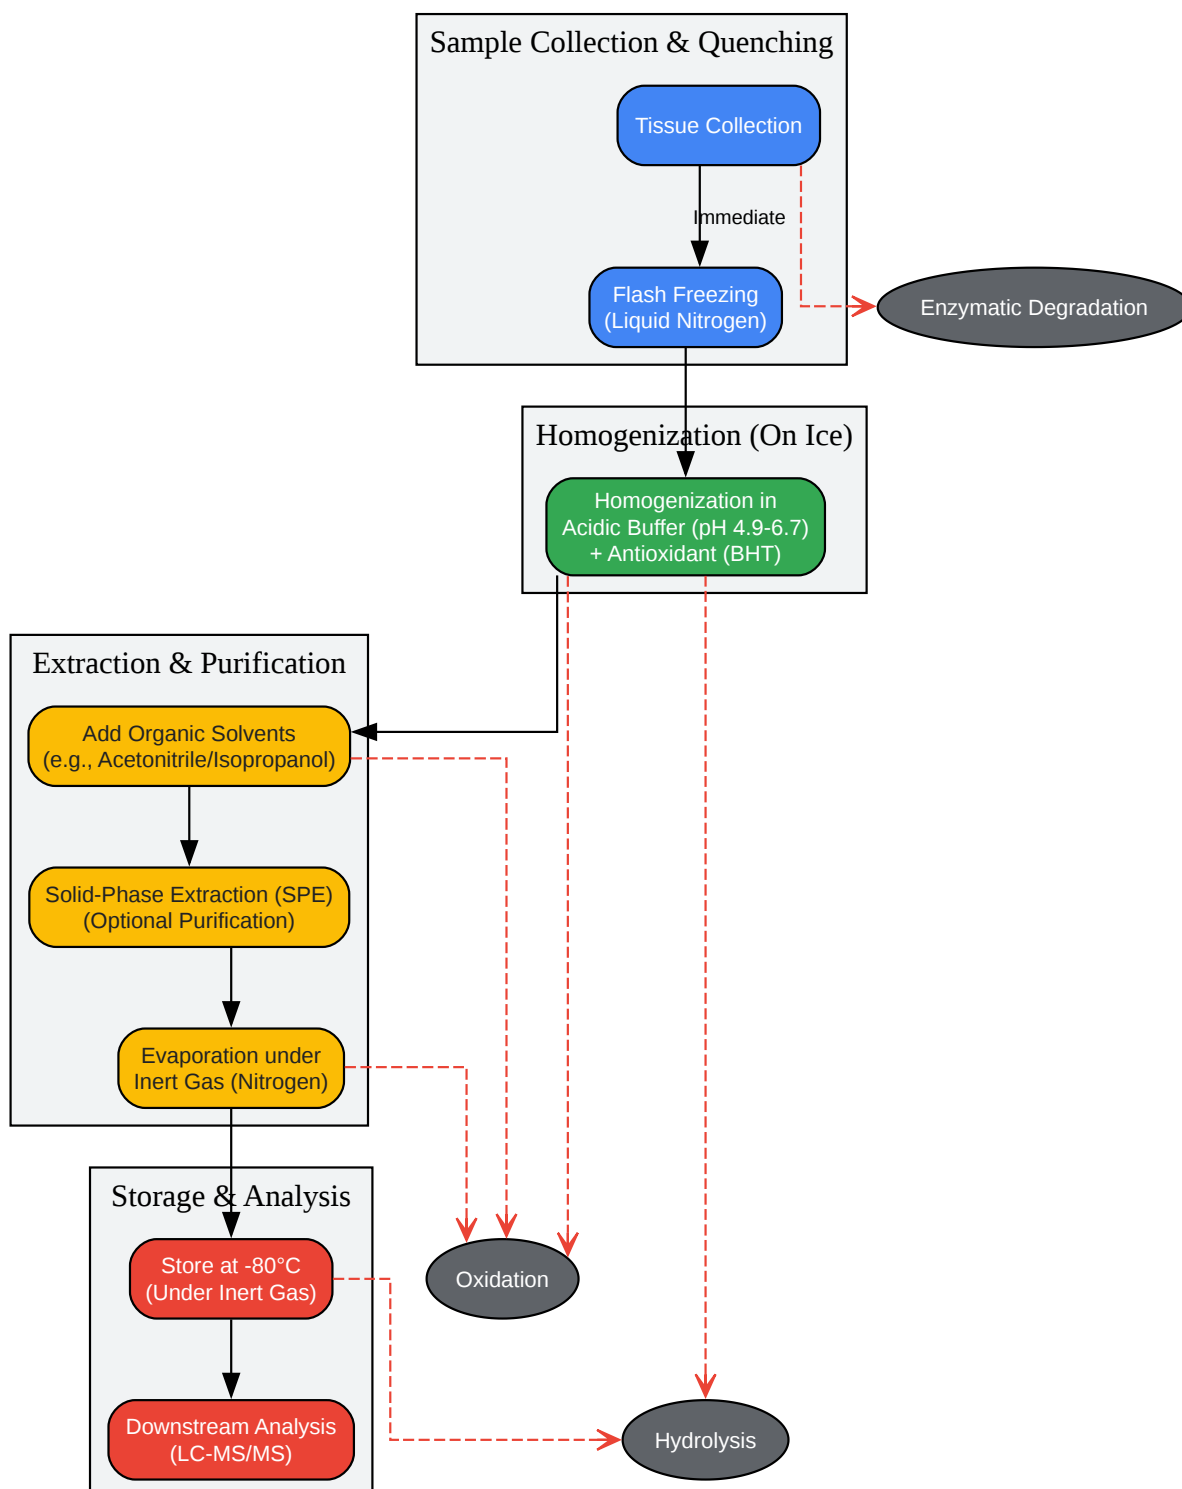 Sample Collection & Quenching
Tissue Collection
Immediate
Flash Freezing
(Liquid Nitrogen)
Enzymatic Degradation
Homogenization (On Ice)
Homogenization in
Acidic Buffer (pH 4.9-6.7)
+ Antioxidant (BHT)
Extraction & Purification
Add Organic Solvents
(e.g., Acetonitrile/Isopropanol)
Solid-Phase Extraction (SPE)
(Optional Purification)
Evaporation under
Inert Gas (Nitrogen)
Storage & Analysis
Store at -80°C
(Under Inert Gas)
Oxidation
Downstream Analysis
(LC-MS/MS)
Hydrolysis